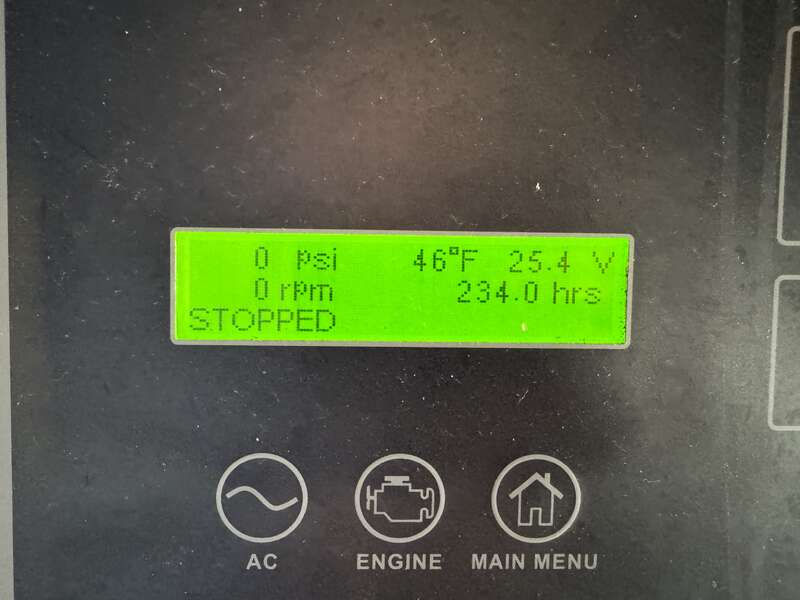 0 psi 46°F 25.4 V
0 rpm 234.0 hrs
STOPPED
AC ENGINE MAIN MENU